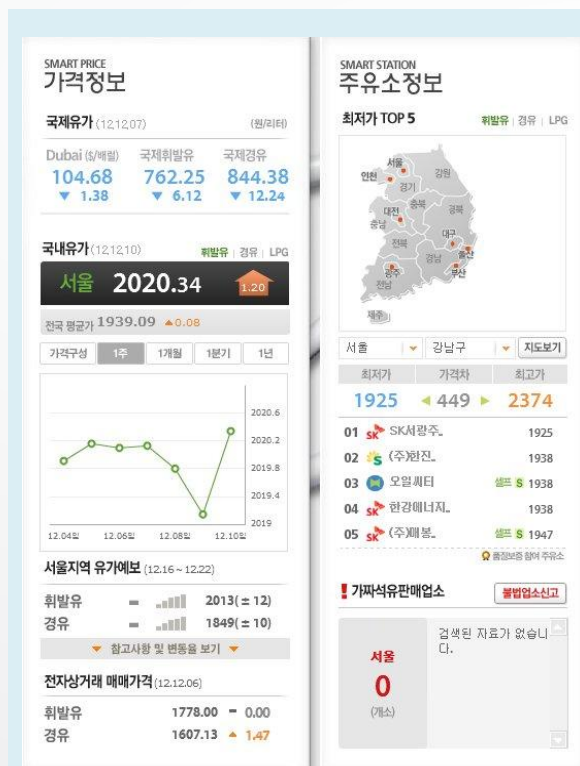 SMART PRICE
가격정보
국제유가 (12.12.07) (원/리터)
Dubai ($/배럴) 국제휘발유 국제경유
104.68 762.25 844.38
▼ 1.38 ▼ 6.12 ▼ 12.24
국내유가 (12.12.10) 휘발유 | 경유 | LPG
서울 2020.34 1.20
전국 평균가 1939.09 ▲0.08
가격구성 1주 1개월 1분기 1년
2020.6
2020.2
2019.8
2019.4
2019
12.04일 12.06일 12.08일 12.10일
서울지역 유가예보 (12.16 ~ 12.22)
휘발유 - 2013(± 12)
경유 - 1849(± 10)
▼ 참고사항 및 변동율 보기 ▼
전자상거래 매매가격 (12.12.06)
휘발유 1778.00 - 0.00
경유 1607.13 ▲ 1.47
SMART STATION
주유소정보
최저가 TOP 5 휘발유 | 경유 | LPG
서울
인천
경기
강원
충북
대전
충남
경북
전북
대구
울산
경남
광주
부산
전남
제주
서울 ▼ 강남구 ▼ 지도보기
최저가 가격차 최고가
1925 ◀ 449 ▶ 2374
01 SK SK서광주.. 1925
02 S (주)한진.. 1938
03 오일씨티 셀프 S 1938
04 SK 한강에너지.. 1938
05 SK (주)매봉.. 셀프 S 1947
품질보증 참여 주유소
! 가짜석유판매업소 불법업소신고
서울
0
(개소)
검색된 자료가 없습니
다.